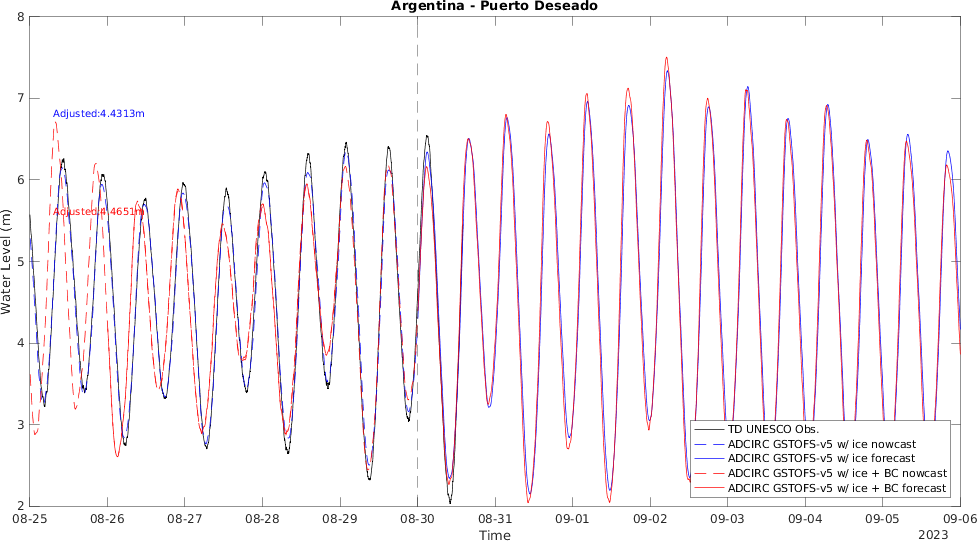 Argentina - Puerto Deseado
8
7
6
5
4
3
2
Water Level (m)
Adjusted:4.4313m
Adjusted:4.4651m
TD UNESCO Obs.
ADCIRC GSTOFS-v5 w/ ice nowcast
ADCIRC GSTOFS-v5 w/ ice forecast
ADCIRC GSTOFS-v5 w/ ice + BC nowcast
ADCIRC GSTOFS-v5 w/ ice + BC forecast
08-25 08-26 08-27 08-28 08-29 08-30 08-31 09-01 09-02 09-03 09-04 09-05 09-06
Time
2023